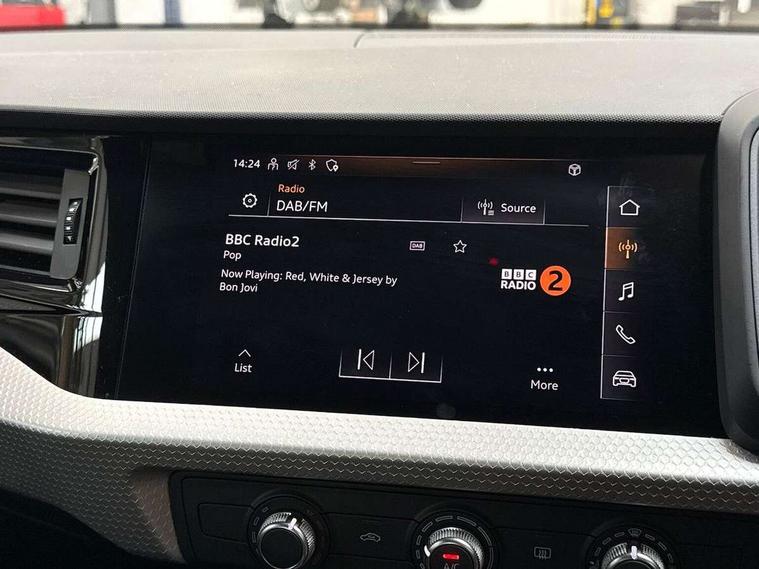 14:24
Radio
DAB/FM
Source
BBC Radio2
DAB
Pop
Now Playing: Red, White & Jersey by
Bon Jovi
BBC
RADIO 2
List
More
A/C